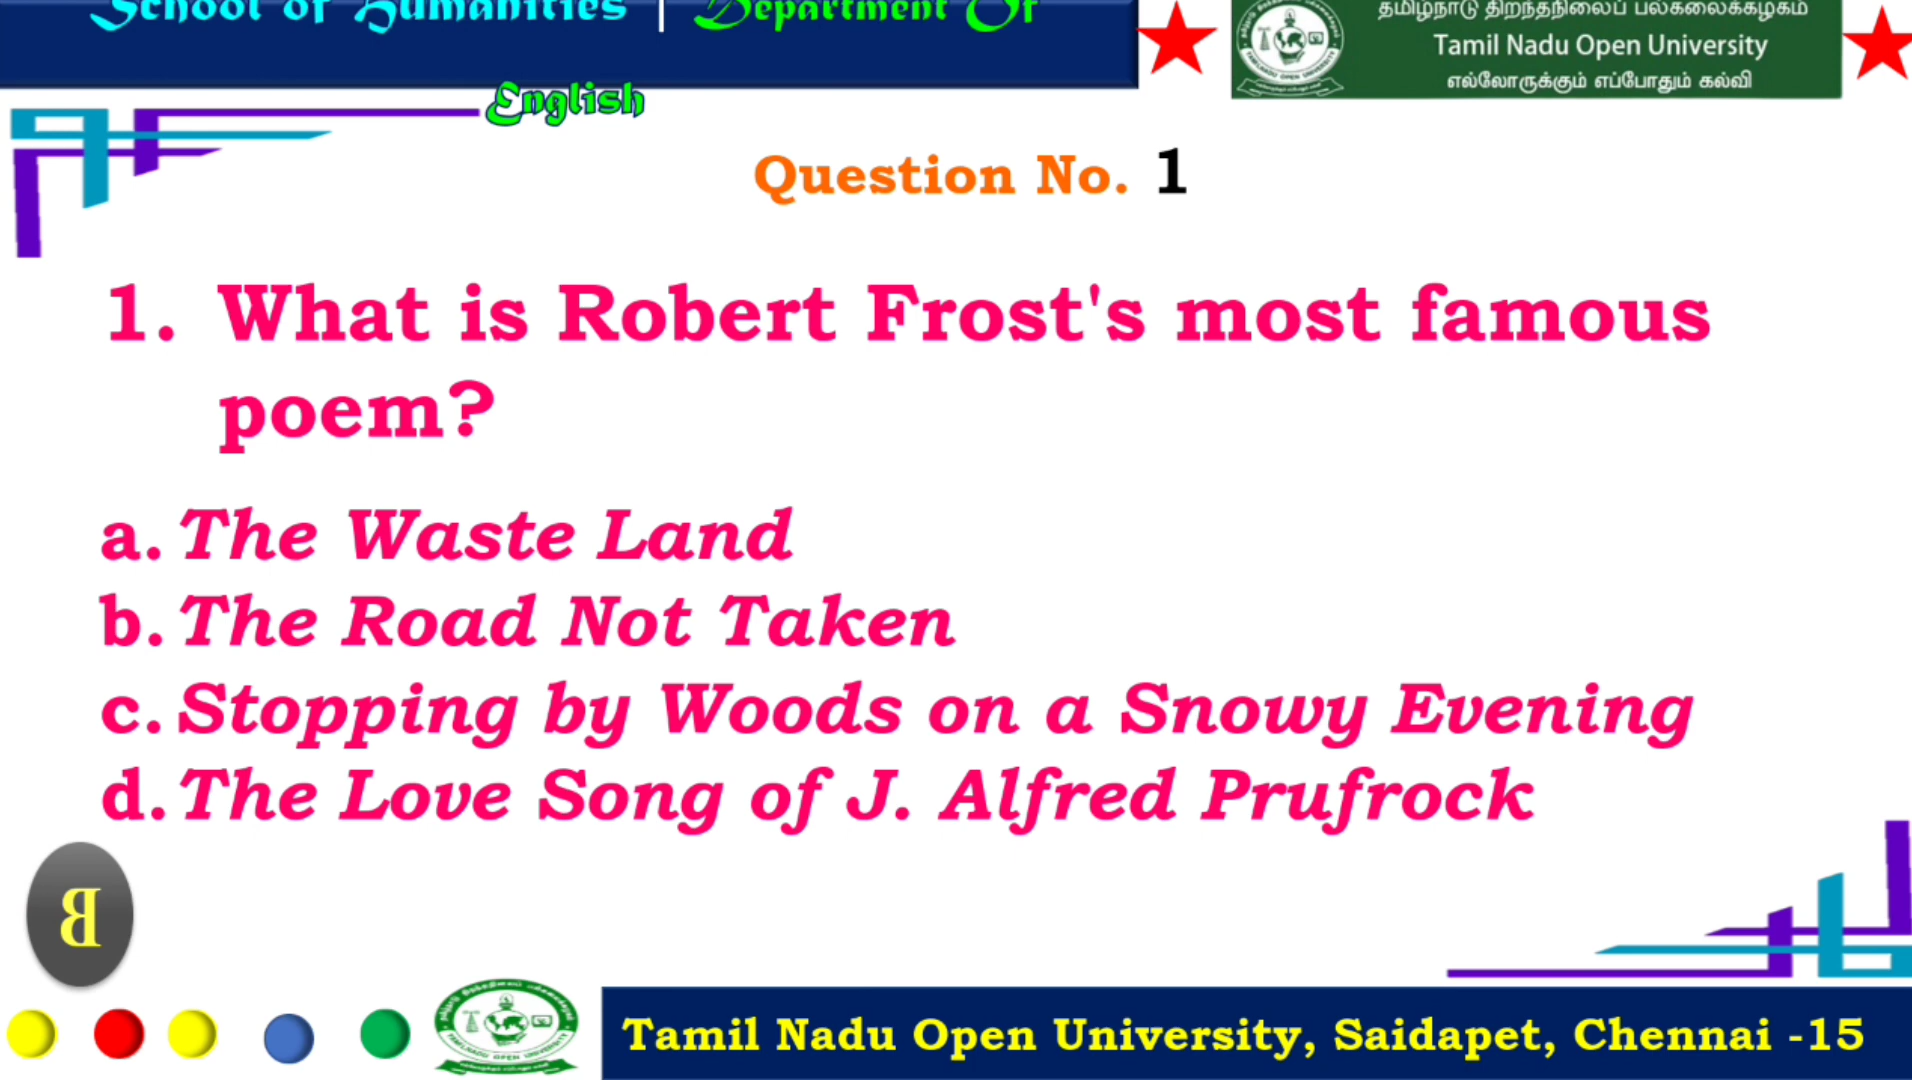 School of Humanities | Department Of
English
தமிழ்நாடு திறந்தநிலைப் பல்கலைக்கழகம்
Tamil Nadu Open University
எல்லோருக்கும் எப்போதும் கல்வி
Question No. 1
1. What is Robert Frost's most famous
poem?
a. The Waste Land
b. The Road Not Taken
c. Stopping by Woods on a Snowy Evening
d. The Love Song of J. Alfred Prufrock
B
Tamil Nadu Open University, Saidapet, Chennai -15